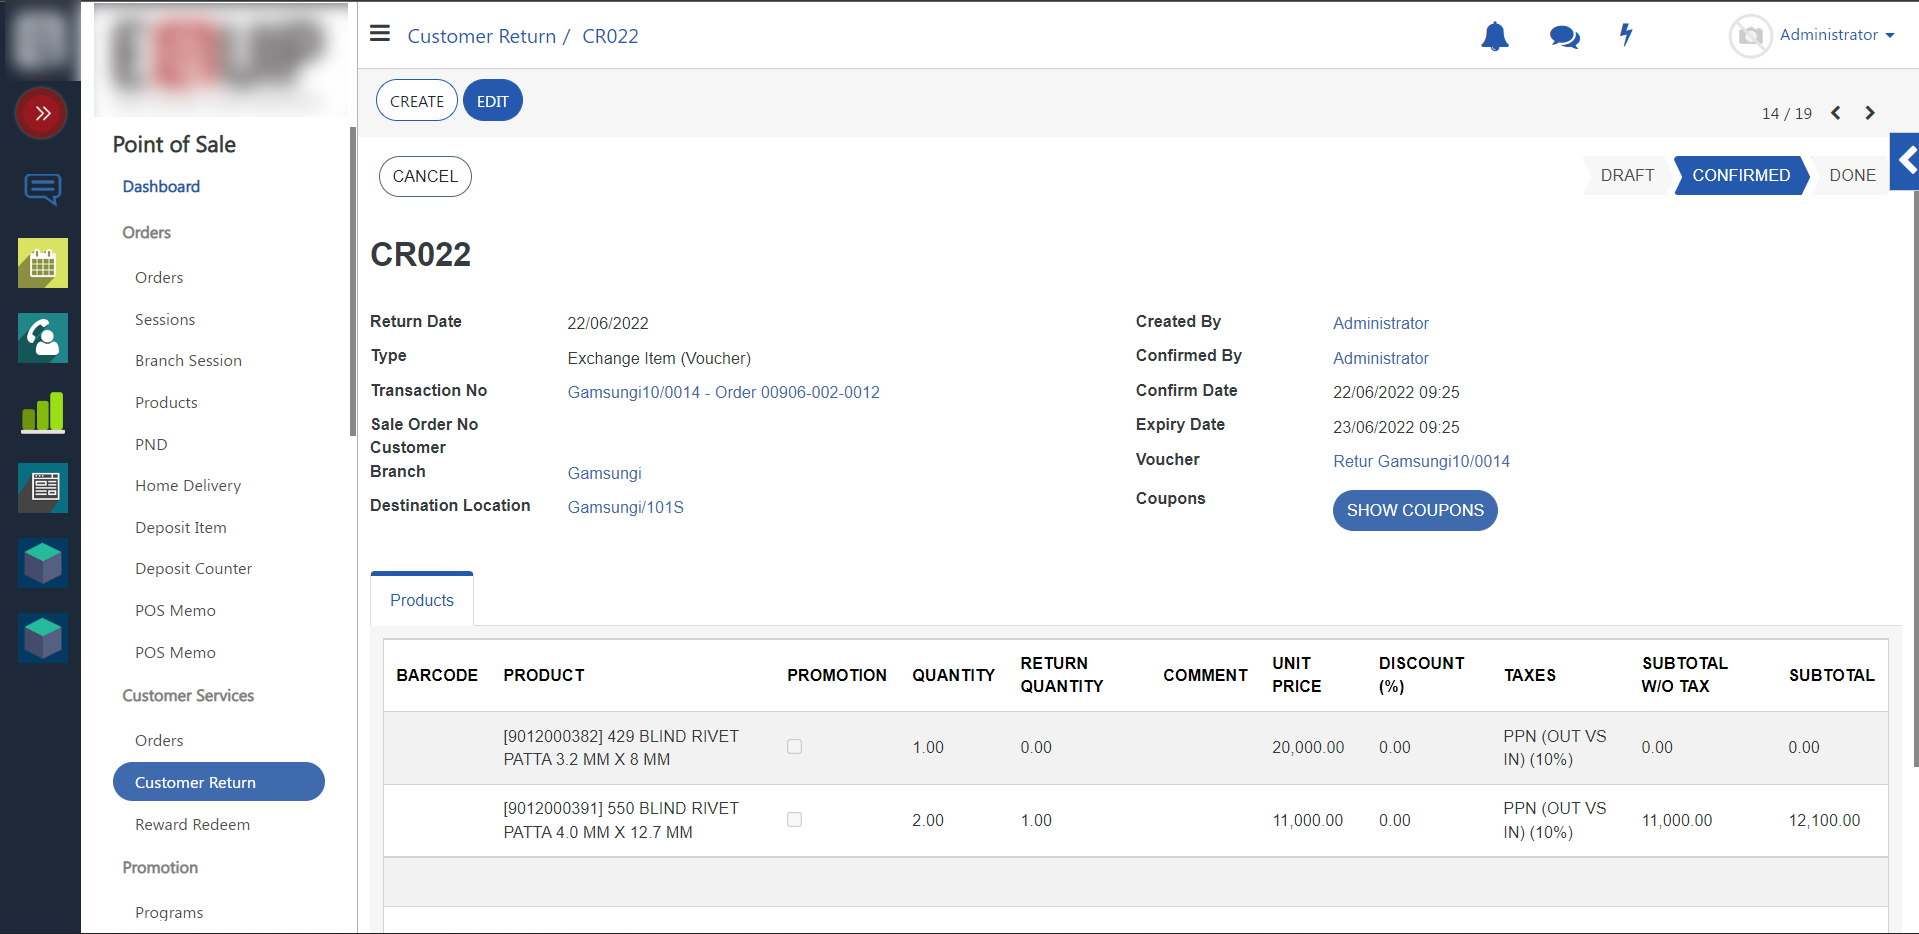 Customer Return / CR022
Administrator
CREATE
EDIT
14 / 19
Point of Sale
Dashboard
Orders
Orders
Sessions
Branch Session
Products
PND
Home Delivery
Deposit Item
Deposit Counter
POS Memo
POS Memo
Customer Services
Orders
Customer Return
Reward Redeem
Promotion
Programs
CANCEL
DRAFT
CONFIRMED
DONE
CR022
Return Date 22/06/2022
Type Exchange Item (Voucher)
Transaction No Gamsungi10/0014 - Order 00906-002-0012
Sale Order No
Customer
Branch Gamsungi
Destination Location Gamsungi/101S
Created By Administrator
Confirmed By Administrator
Confirm Date 22/06/2022 09:25
Expiry Date 23/06/2022 09:25
Voucher Retur Gamsungi10/0014
Coupons SHOW COUPONS
Products
BARCODE PRODUCT PROMOTION QUANTITY RETURN QUANTITY COMMENT UNIT PRICE DISCOUNT (%) TAXES SUBTOTAL W/O TAX SUBTOTAL
[9012000382] 429 BLIND RIVET PATTA 3.2 MM X 8 MM 1.00 0.00 20,000.00 0.00 PPN (OUT VS IN) (10%) 0.00 0.00
[9012000391] 550 BLIND RIVET PATTA 4.0 MM X 12.7 MM 2.00 1.00 11,000.00 0.00 PPN (OUT VS IN) (10%) 11,000.00 12,100.00